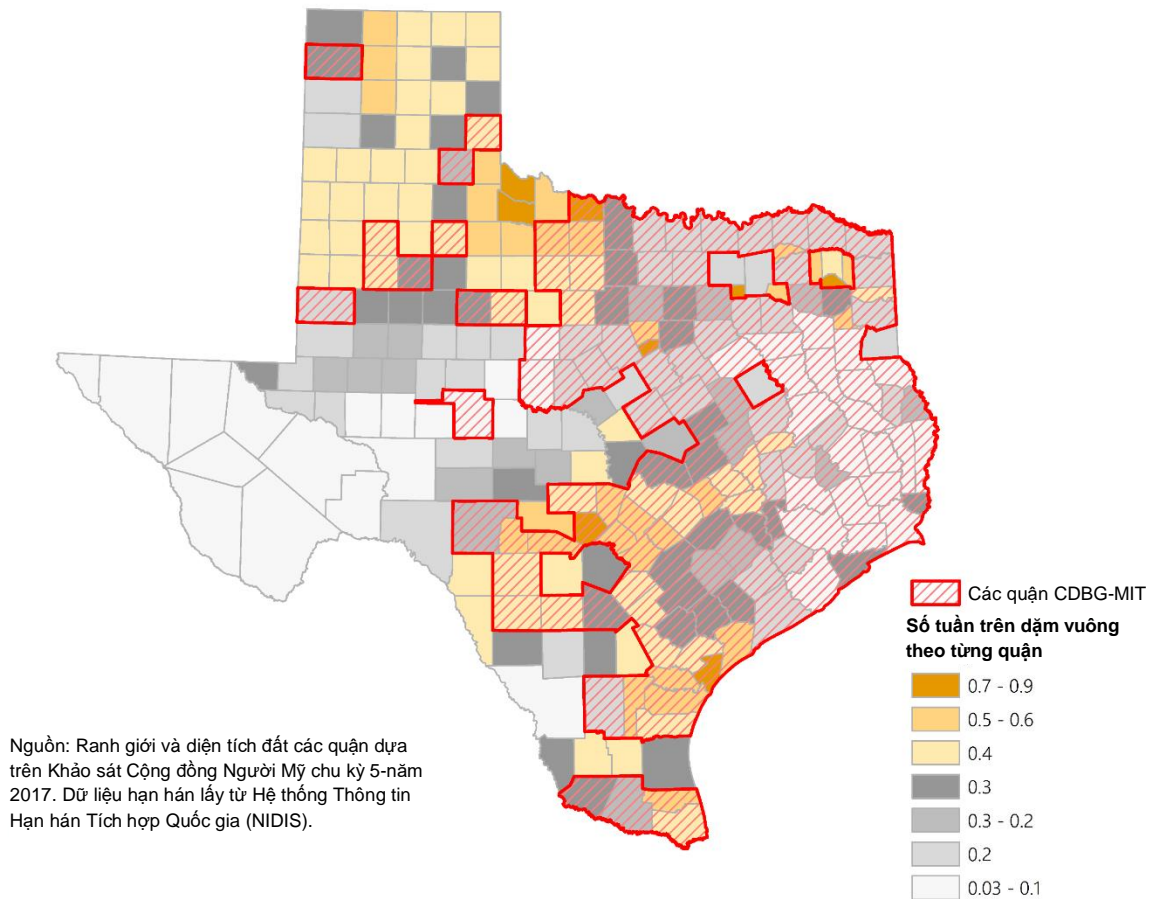 Các quận CDBG-MIT
Số tuần trên dặm vuông
theo từng quận
0.7 - 0.9
0.5 - 0.6
0.4
0.3
0.3 - 0.2
0.2
0.03 - 0.1
Nguồn: Ranh giới và diện tích đất các quận dựa
trên Khảo sát Cộng đồng Người Mỹ chu kỳ 5-năm
2017. Dữ liệu hạn hán lấy từ Hệ thống Thông tin
Hạn hán Tích hợp Quốc gia (NIDIS).